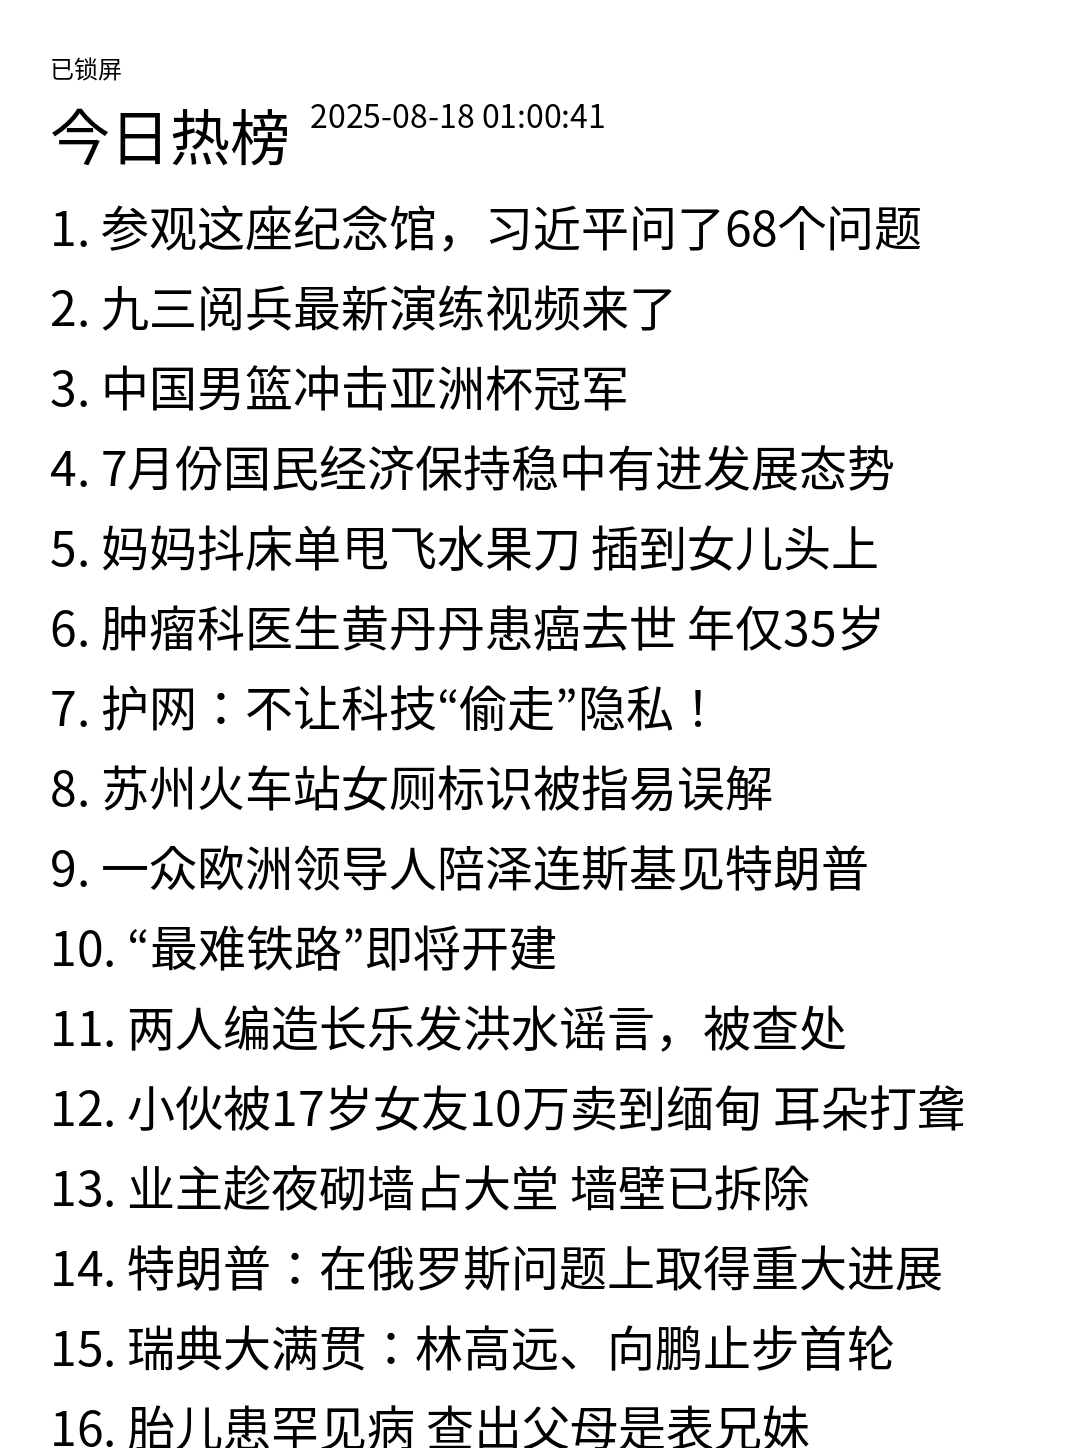 已锁屏
今日热榜 2025-08-18 01:00:41
1. 参观这座纪念馆，习近平问了68个问题
2. 九三阅兵最新演练视频来了
3. 中国男篮冲击亚洲杯冠军
4. 7月份国民经济保持稳中有进发展态势
5. 妈妈抖床单甩飞水果刀 插到女儿头上
6. 肿瘤科医生黄丹丹患癌去世 年仅35岁
7. 护网：不让科技“偷走”隐私！
8. 苏州火车站女厕标识被指易误解
9. 一众欧洲领导人陪泽连斯基见特朗普
10. “最难铁路”即将开建
11. 两人编造长乐发洪水谣言，被查处
12. 小伙被17岁女友10万卖到缅甸 耳朵打聋
13. 业主趁夜砌墙占大堂 墙壁已拆除
14. 特朗普：在俄罗斯问题上取得重大进展
15. 瑞典大满贯：林高远、向鹏止步首轮
16. 胎儿患罕见病 查出父母是表兄妹